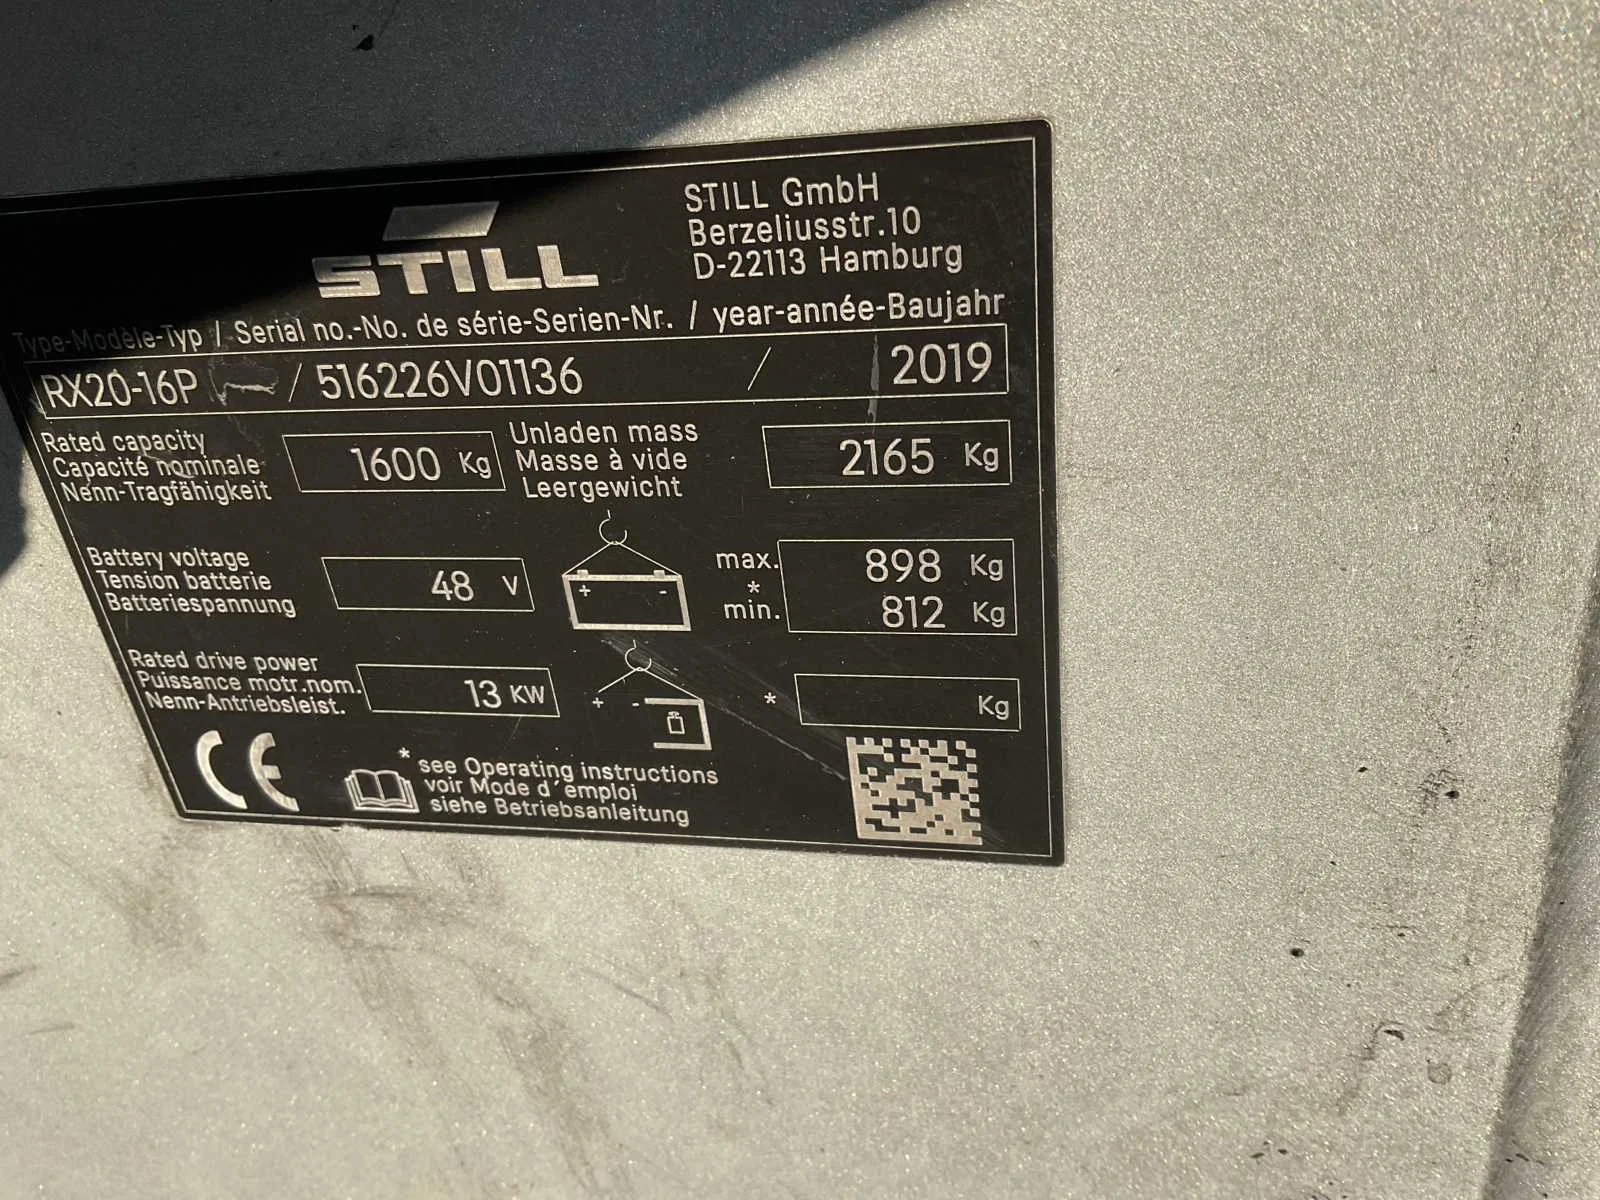 STILL
STILL GmbH
Berzeliusstr.10
D-22113 Hamburg
Type-Modèle-Typ / Serial no.-No. de série-Serien-Nr. / year-année-Baujahr
RX20-16P / 516226V01136 / 2019
Rated capacity
Capacité nominale
Nenn-Tragfähigkeit
1600 Kg
Unladen mass
Masse à vide
Leergewicht
2165 Kg
Battery voltage
Tension batterie
Batteriespannung
48 V
+ -
max. 898 Kg
*
min. 812 Kg
Rated drive power
Puissance motr.nom.
Nenn-Antriebsleist.
13 KW
+ -
* Kg
CE
* see Operating instructions
voir Mode d´emploi
siehe Betriebsanleitung